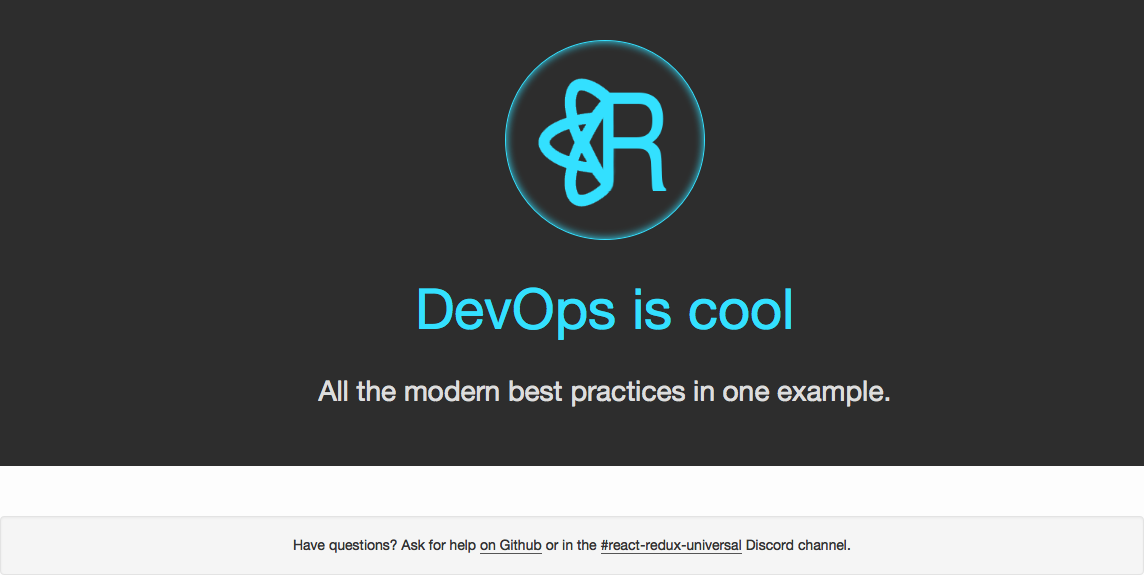 R
DevOps is cool
All the modern best practices in one example.
Have questions? Ask for help on Github or in the #react-redux-universal Discord channel.